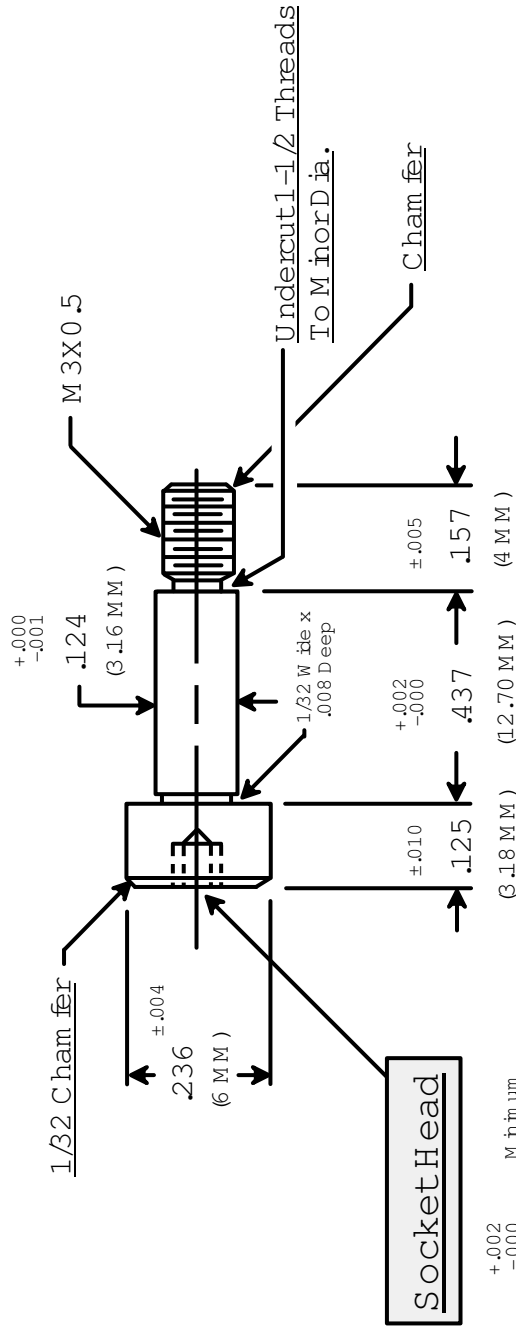 1/32 Chamfer
±.004
.236
(6 MM)
+.000
-.001
.124
(3.16 MM)
M3X0.5
Undercut 1-1/2 Threads
To Minor Dia.
Chamfer
1/32 Wide x
.008 Deep
±.010
.125
(3.18 MM)
+.002
-.000
.437
(12.70 MM)
±.005
.157
(4 MM)
Socket Head
+.002
-.000
Minimum